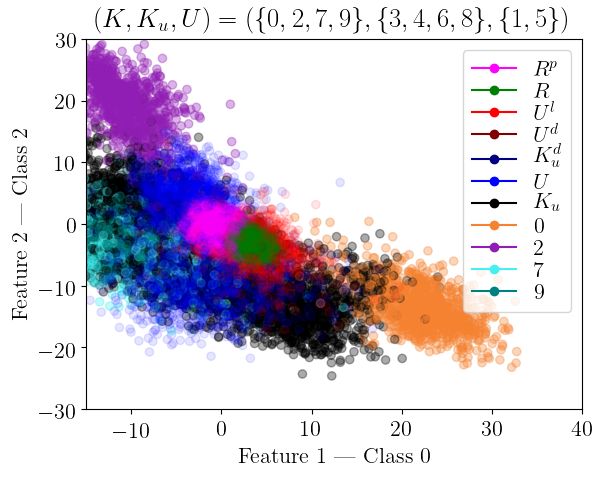 (K, K_u, U) = ({0, 2, 7, 9}, {3, 4, 6, 8}, {1, 5})
30
20
10
0
−10
−20
−30
Feature 2 — Class 2
−10
0
10
20
30
40
Feature 1 — Class 0
R^p
R
U^l
U^d
K_u^d
U
K_u
0
2
7
9